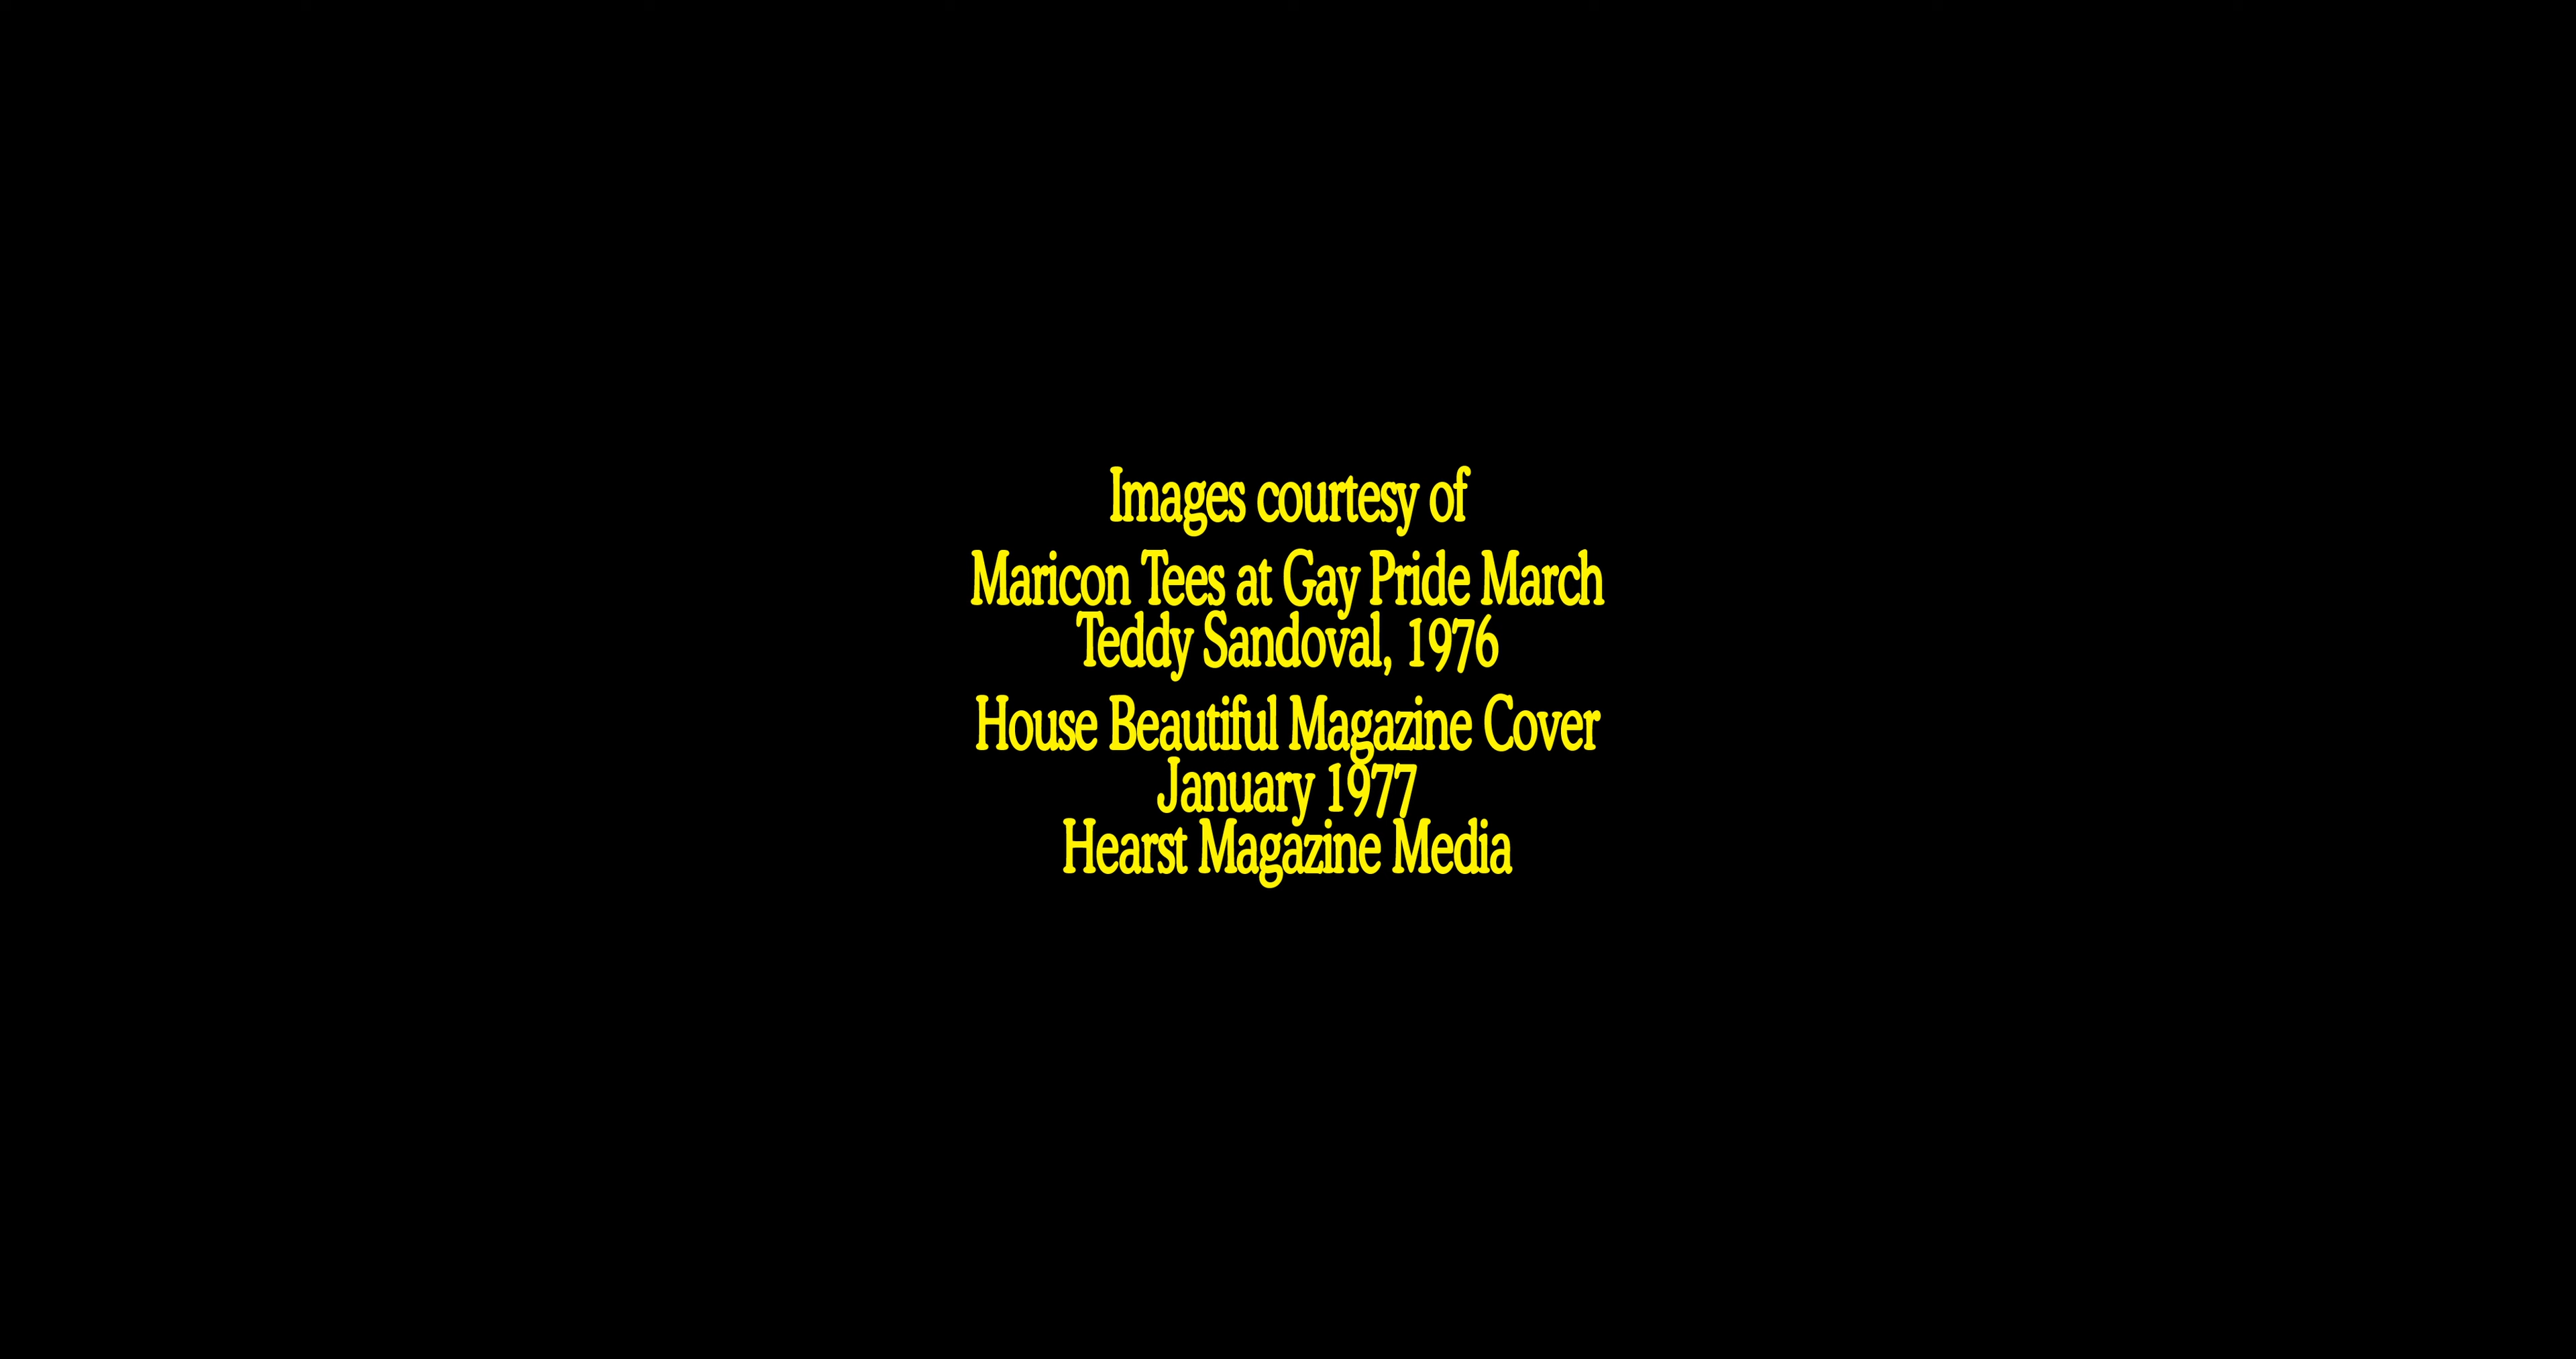 Images courtesy of
Maricon Tees at Gay Pride March
Teddy Sandoval, 1976
House Beautiful Magazine Cover
January 1977
Hearst Magazine Media